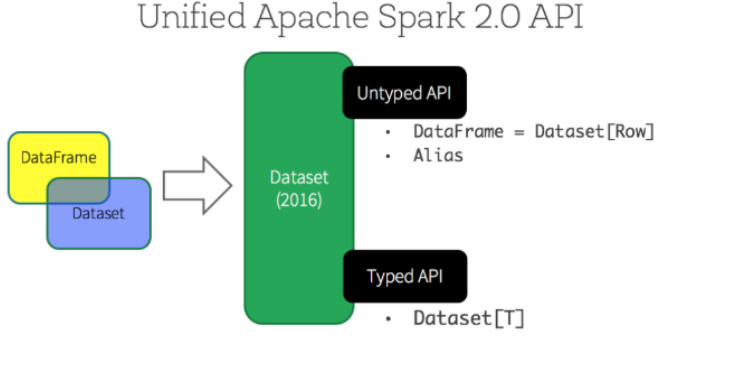 Unified Apache Spark 2.0 API
DataFrame
Dataset
Dataset
(2016)
Untyped API
• DataFrame = Dataset[Row]
• Alias
Typed API
• Dataset[T]